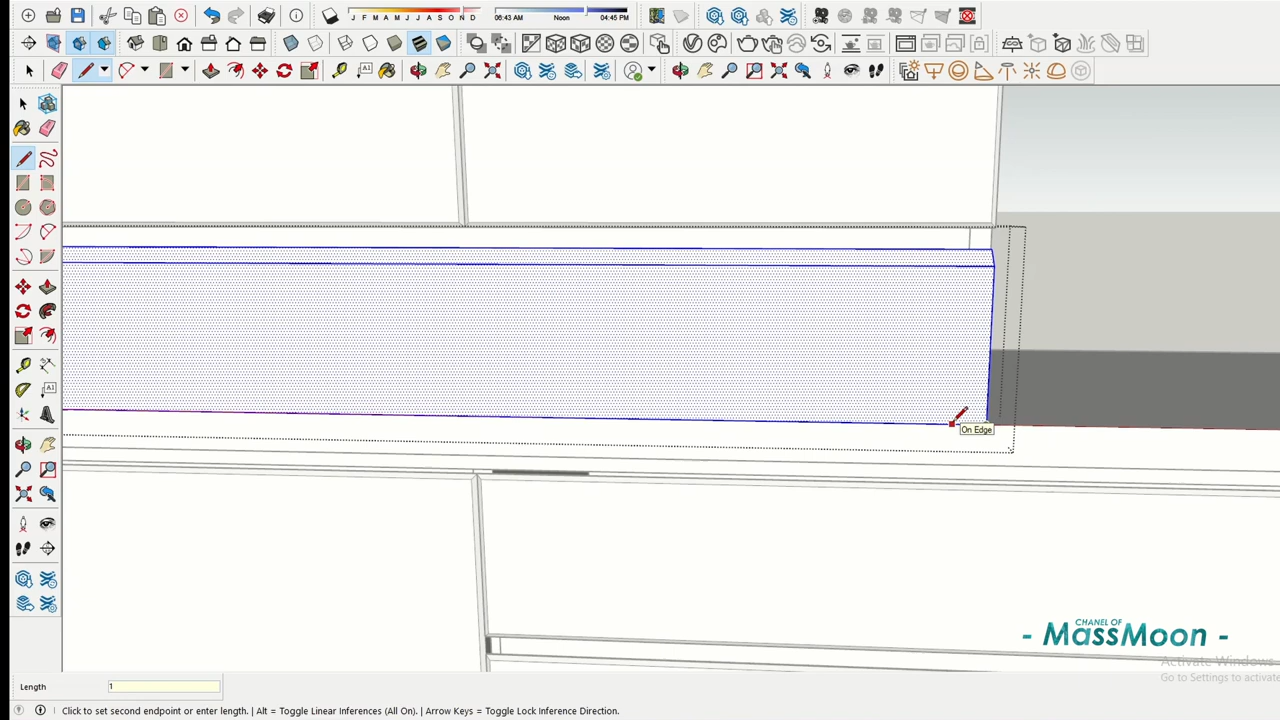 J F M A M J J A S O N D
06:43 AM Noon 04:45 PM
On Edge
CHANEL OF
- MassMoon -
Activate Windows
Go to Settings to activate
Length 1
Click to set second endpoint or enter length. | Alt = Toggle Linear Inferences (All On). | Arrow Keys = Toggle Lock Inference Direction.